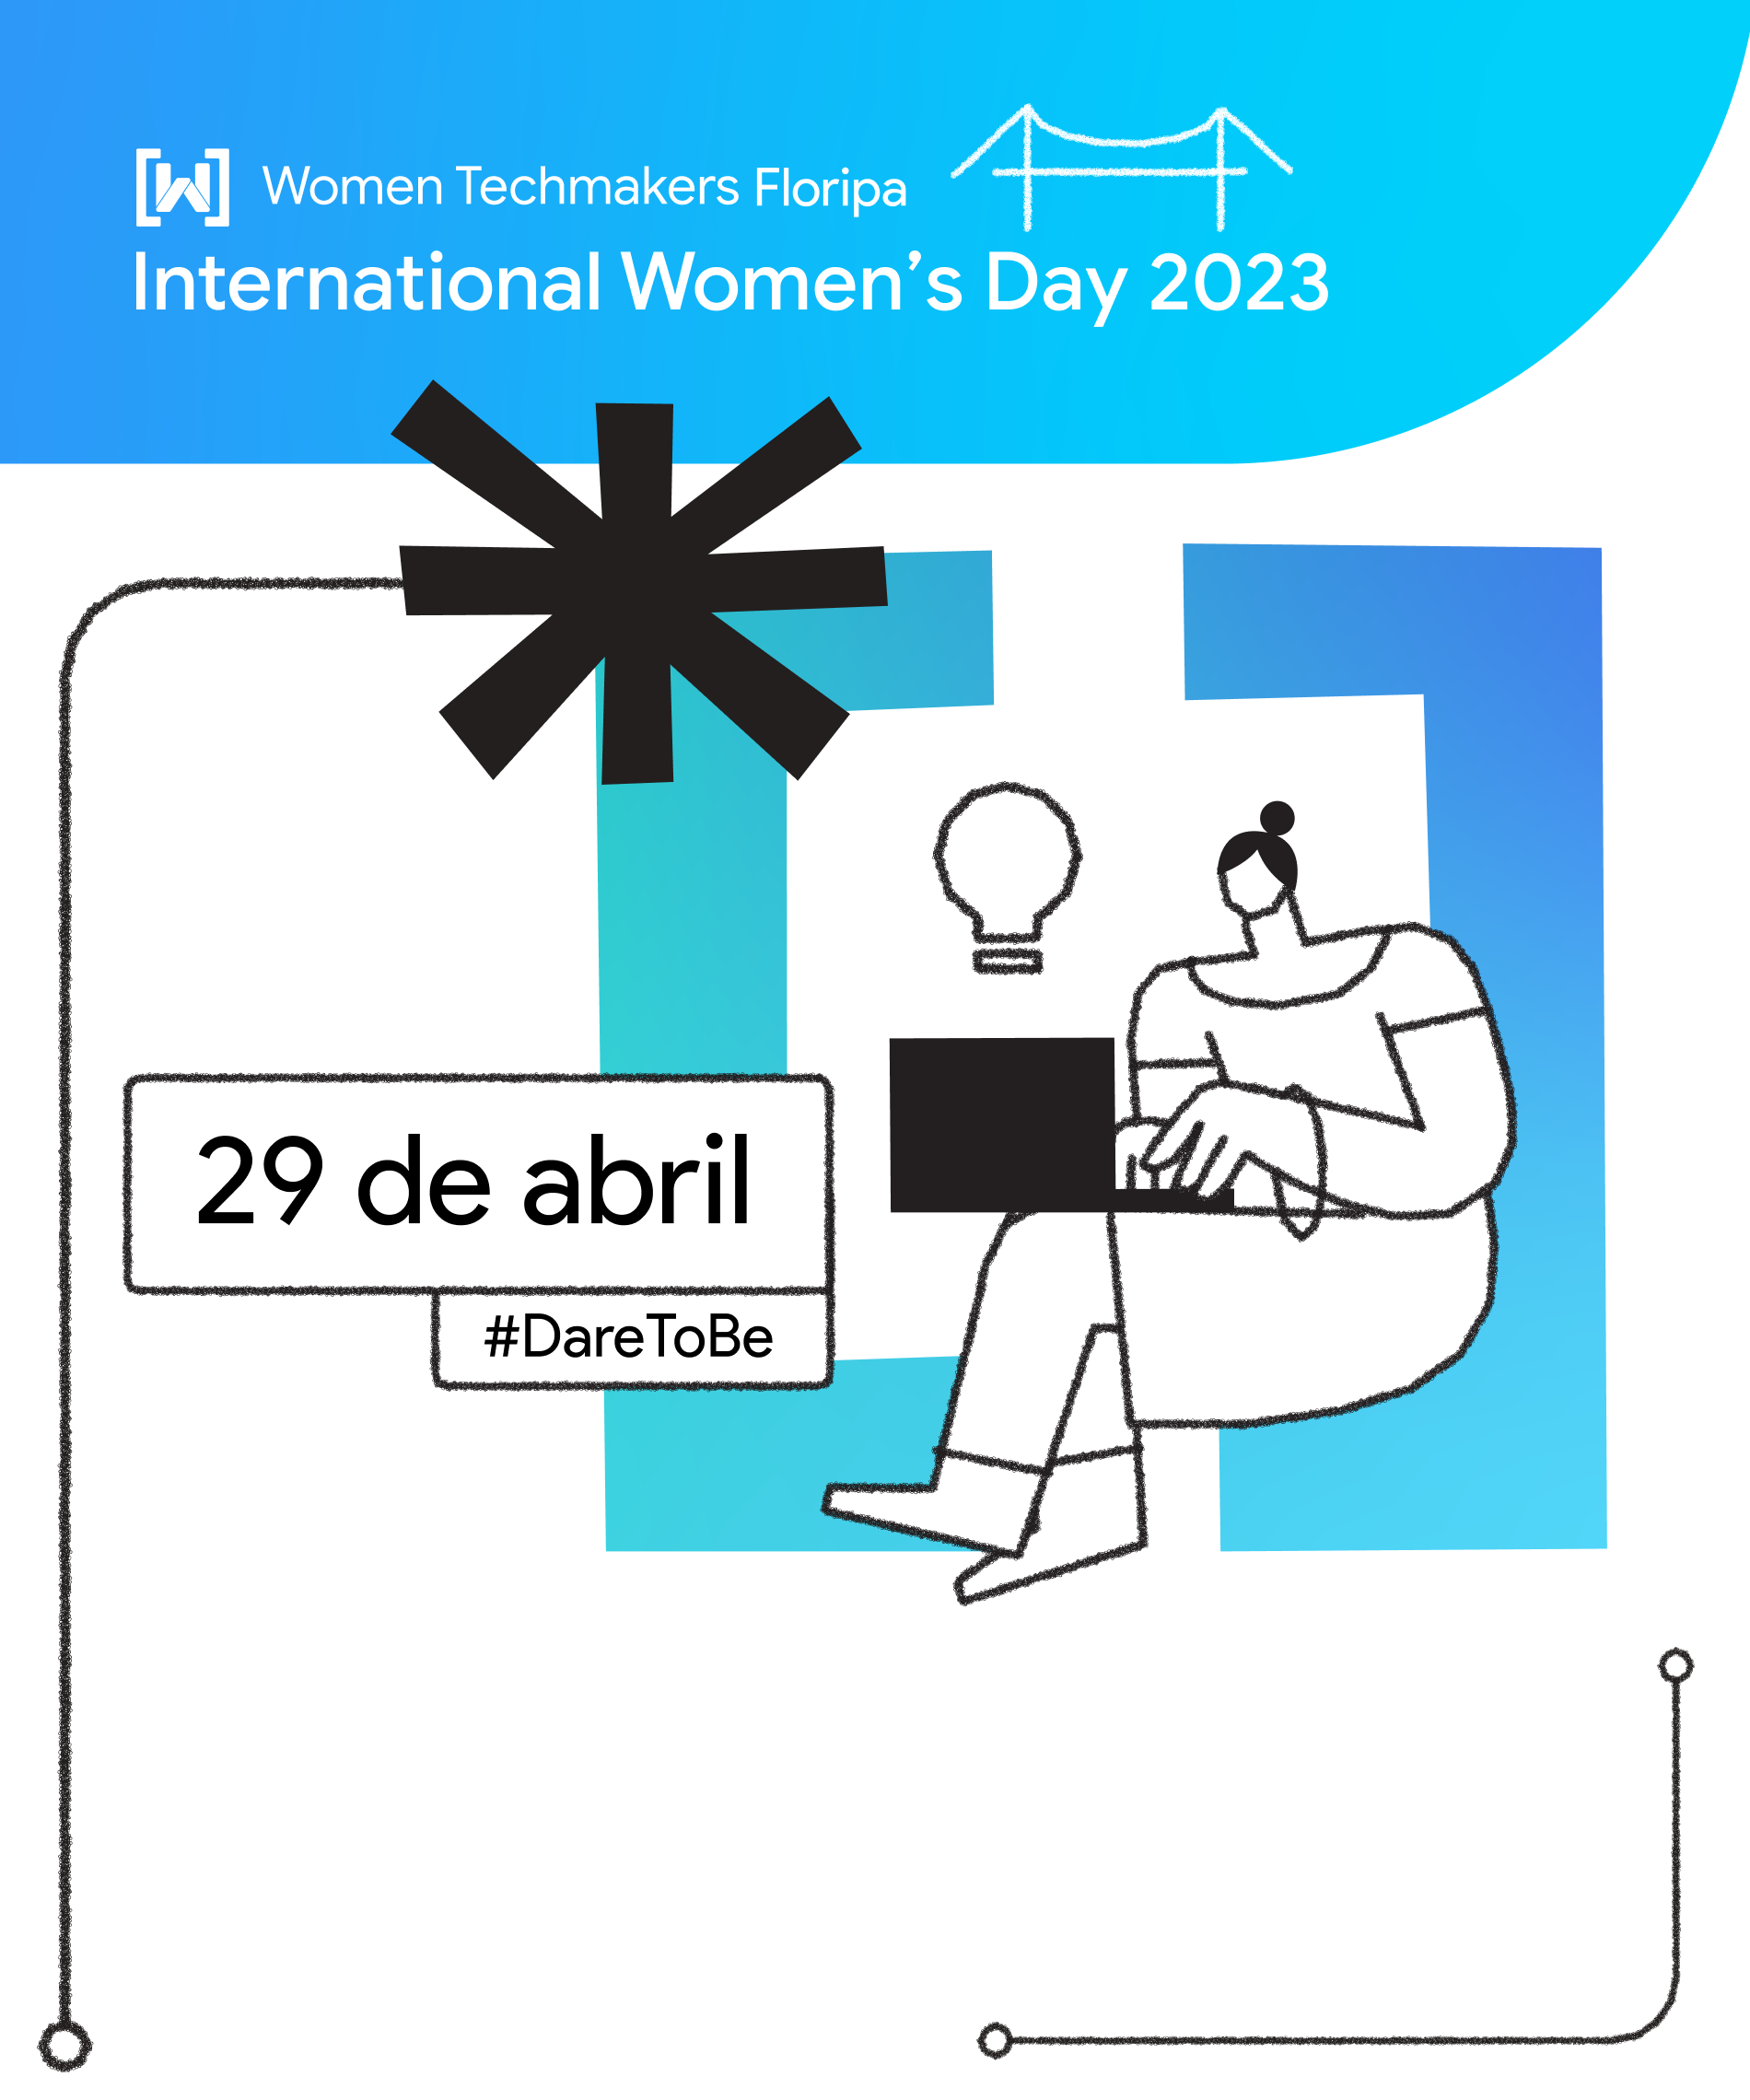 [W] Women Techmakers Floripa
International Women’s Day 2023
29 de abril
#DareToBe